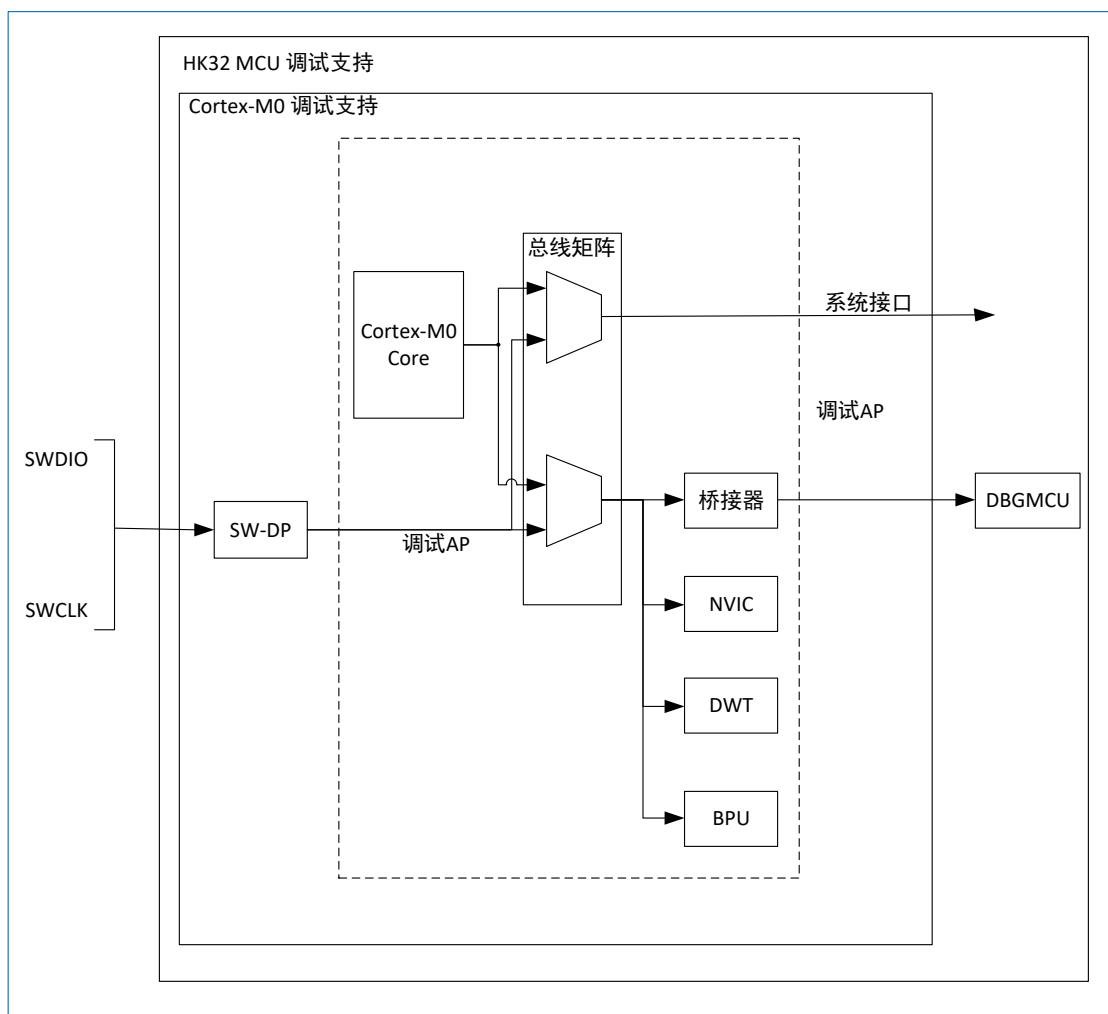 HK32 MCU 调试支持
Cortex-M0 调试支持
总线矩阵
Cortex-M0
Core
系统接口
调试AP
SWDIO
桥接器
DBGMCU
SW-DP
调试AP
NVIC
SWCLK
DWT
BPU